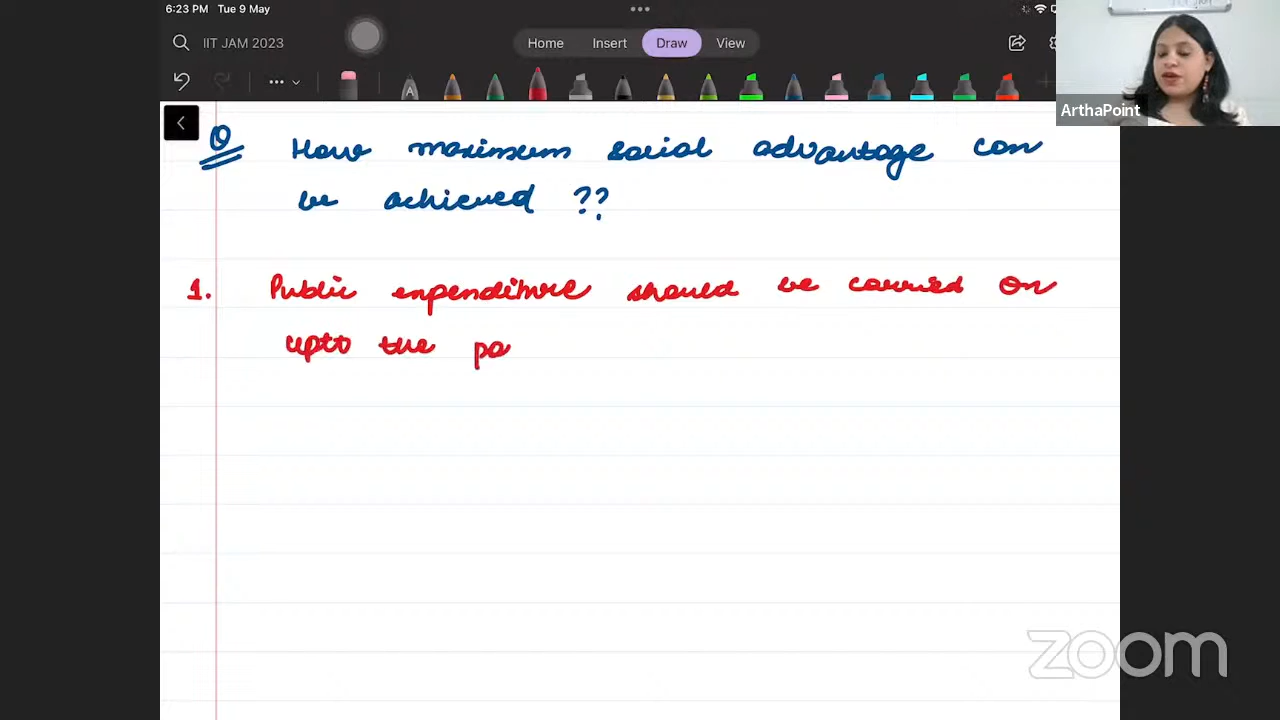 6:23 PM Tue 9 May
IIT JAM 2023
Home Insert Draw View
A
ArthaPoint
Q How maximum social advantage can
be achieved ??
1. Public expenditure should be carried on
upto the po
zoom